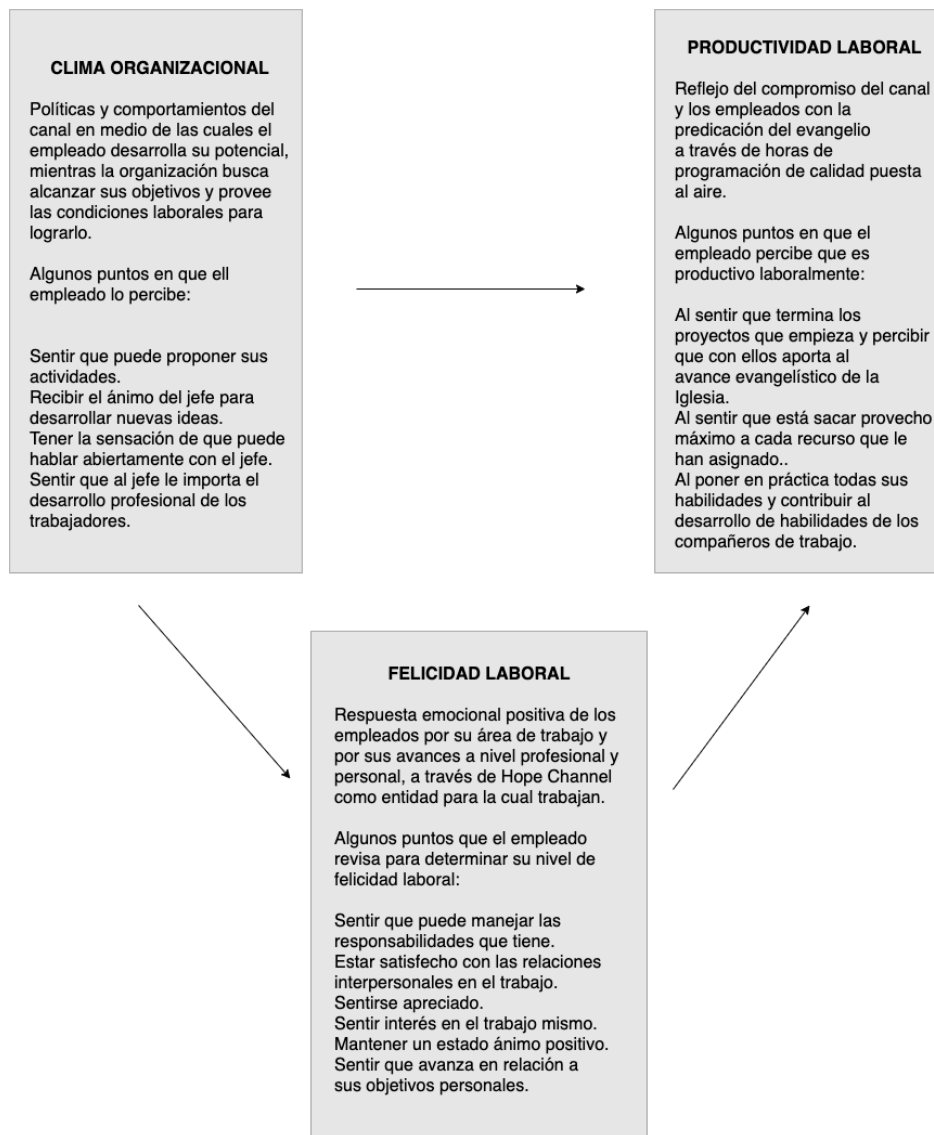 CLIMA ORGANIZACIONAL
Políticas y comportamientos del
canal en medio de las cuales el
empleado desarrolla su potencial,
mientras la organización busca
alcanzar sus objetivos y provee
las condiciones laborales para
lograrlo.
Algunos puntos en que ell
empleado lo percibe:
Sentir que puede proponer sus
actividades.
Recibir el ánimo del jefe para
desarrollar nuevas ideas.
Tener la sensación de que puede
hablar abiertamente con el jefe.
Sentir que al jefe le importa el
desarrollo profesional de los
trabajadores.
PRODUCTIVIDAD LABORAL
Reflejo del compromiso del canal
y los empleados con la
predicación del evangelio
a través de horas de
programación de calidad puesta
al aire.
Algunos puntos en que el
empleado percibe que es
productivo laboralmente:
Al sentir que termina los
proyectos que empieza y percibir
que con ellos aporta al
avance evangelístico de la
Iglesia.
Al sentir que está sacar provecho
máximo a cada recurso que le
han asignado..
Al poner en práctica todas sus
habilidades y contribuir al
desarrollo de habilidades de los
compañeros de trabajo.
FELICIDAD LABORAL
Respuesta emocional positiva de los
empleados por su área de trabajo y
por sus avances a nivel profesional y
personal, a través de Hope Channel
como entidad para la cual trabajan.
Algunos puntos que el empleado
revisa para determinar su nivel de
felicidad laboral:
Sentir que puede manejar las
responsabilidades que tiene.
Estar satisfecho con las relaciones
interpersonales en el trabajo.
Sentirse apreciado.
Sentir interés en el trabajo mismo.
Mantener un estado ánimo positivo.
Sentir que avanza en relación a
sus objetivos personales.